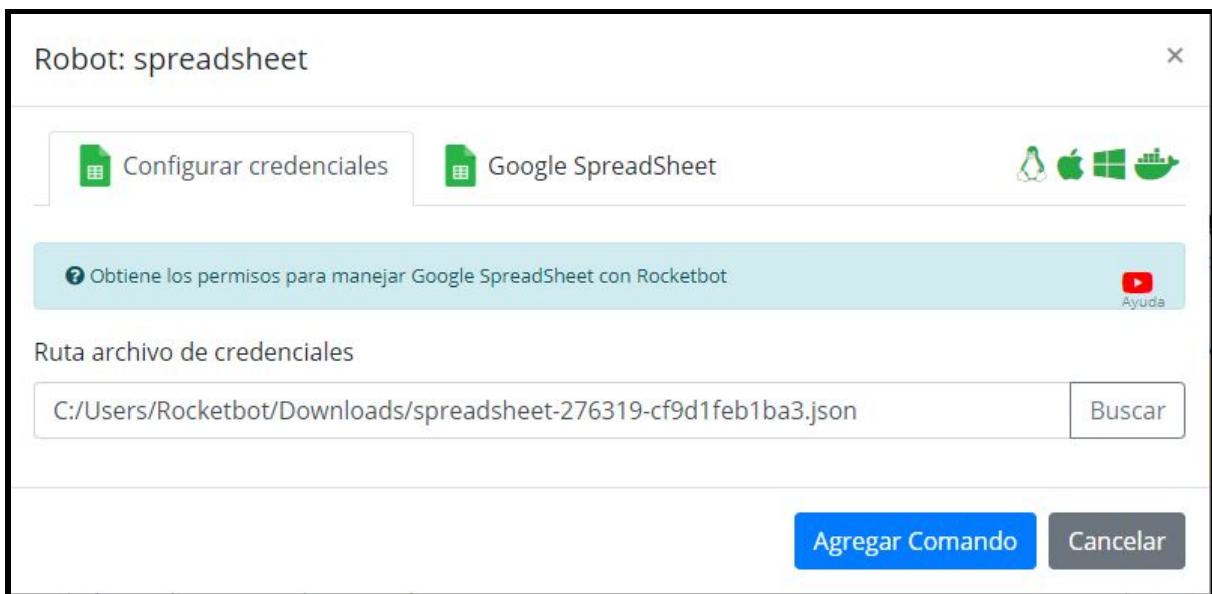 Robot: spreadsheet
×
Configurar credenciales
Google SpreadSheet
Obtiene los permisos para manejar Google SpreadSheet con Rocketbot
Ayuda
Ruta archivo de credenciales
C:/Users/Rocketbot/Downloads/spreadsheet-276319-cf9d1feb1ba3.json
Buscar
Agregar Comando
Cancelar